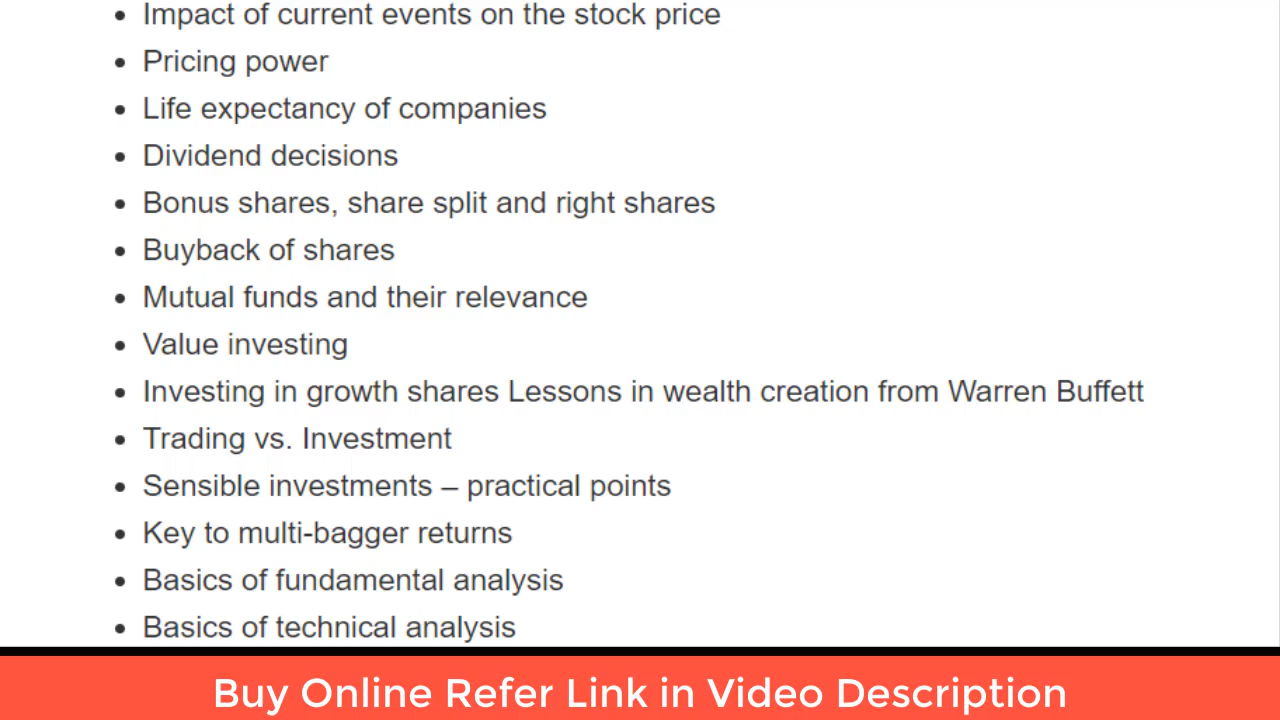 • Impact of current events on the stock price
• Pricing power
• Life expectancy of companies
• Dividend decisions
• Bonus shares, share split and right shares
• Buyback of shares
• Mutual funds and their relevance
• Value investing
• Investing in growth shares Lessons in wealth creation from Warren Buffett
• Trading vs. Investment
• Sensible investments – practical points
• Key to multi-bagger returns
• Basics of fundamental analysis
• Basics of technical analysis
Buy Online Refer Link in Video Description